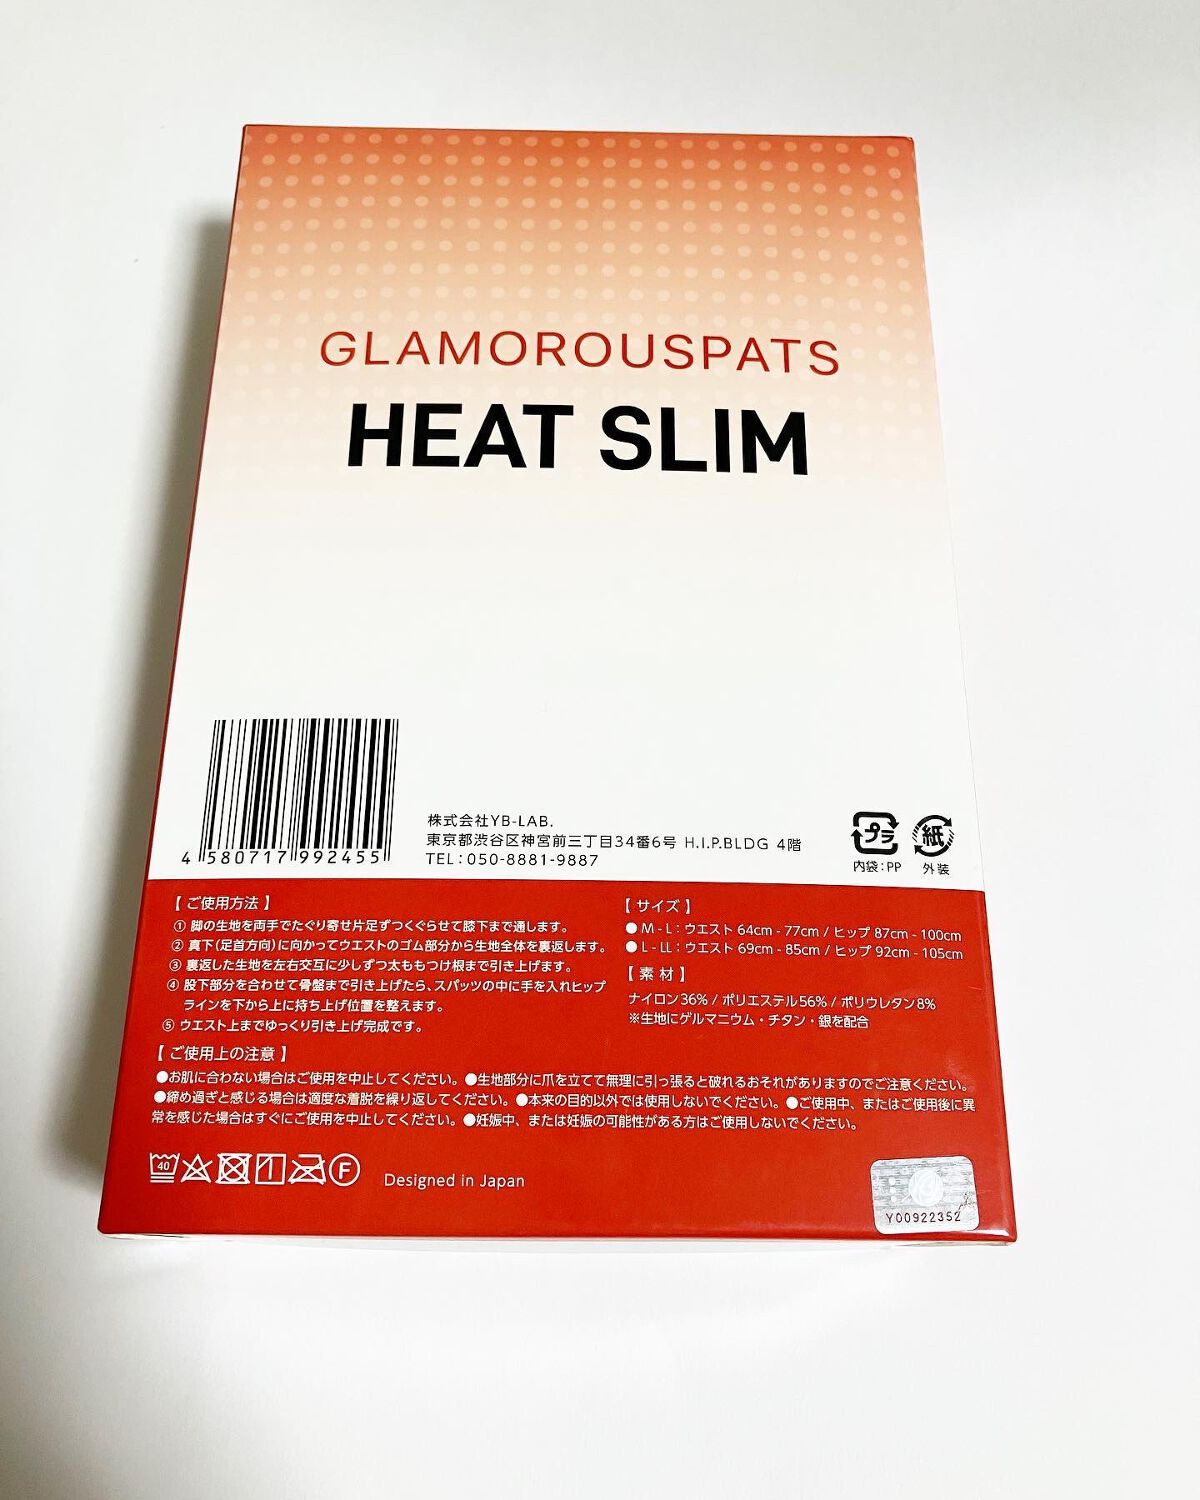 GLAMOROUSPATS
HEAT SLIM
4 580717 992455
株式会社YB-LAB.
東京都渋谷区神宮前三丁目34番6号 H.I.P.BLDG 4階
TEL:050-8881-9887
プラ
内袋:PP
紙
外装
【 ご使用方法 】
① 脚の生地を両手でたぐり寄せ片足ずつくぐらせて膝下まで通します。
② 真下(足首方向)に向かってウエストのゴム部分から生地全体を裏返します。
③ 裏返した生地を左右交互に少しずつ太ももつけ根まで引き上げます。
④ 股下部分を合わせて骨盤まで引き上げたら、スパッツの中に手を入れヒップ
ラインを下から上に持ち上げ位置を整えます。
⑤ ウエスト上までゆっくり引き上げ完成です。
【 サイズ 】
● M - L : ウエスト 64cm - 77cm / ヒップ 87cm - 100cm
● L - LL : ウエスト 69cm - 85cm / ヒップ 92cm - 105cm
【 素 材 】
ナイロン36% / ポリエステル56% / ポリウレタン8%
※生地にゲルマニウム・チタン・銀を配合
【 ご使用上の注意 】
●お肌に合わない場合はご使用を中止してください。●生地部分に爪を立てて無理に引っ張ると破れるおそれがありますのでご注意ください。
●締め過ぎと感じる場合は適度な着脱を繰り返してください。●本来の目的以外では使用しないでください。●ご使用中、またはご使用後に異
常を感じた場合はすぐにご使用を中止してください。●妊娠中、または妊娠の可能性がある方はご使用しないでください。
40
F
Designed in Japan
Y00922352